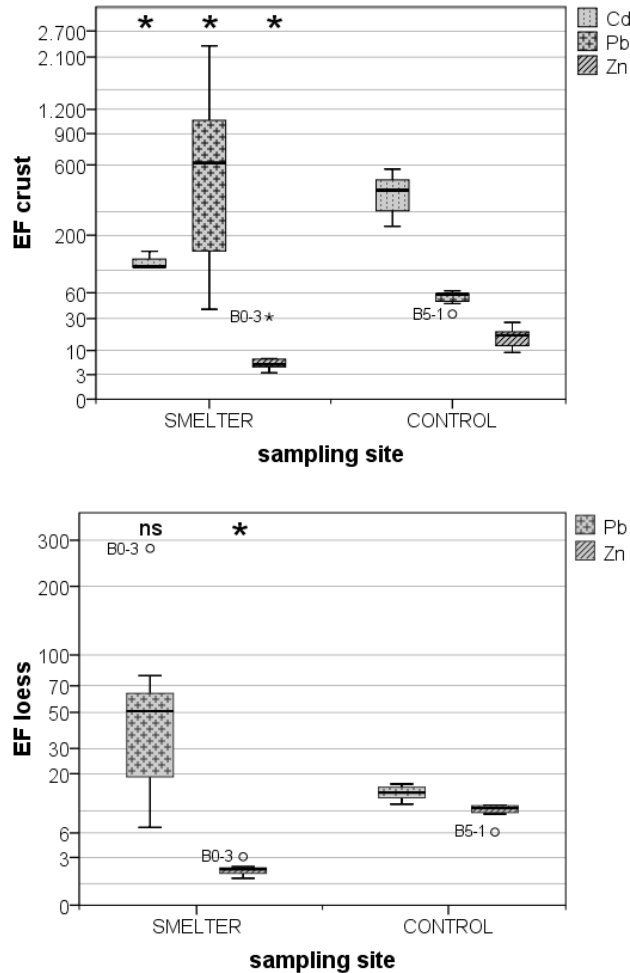 * * *
Cd
Pb
Zn
2.700
2.100
1.200
900
600
200
60
30
10
3
0
EF crust
B0-3 *
B5-1
SMELTER CONTROL
sampling site
ns *
Pb
Zn
300
200
100
70
50
30
20
6
3
0
EF loess
B0-3
B0-3
B5-1
SMELTER CONTROL
sampling site